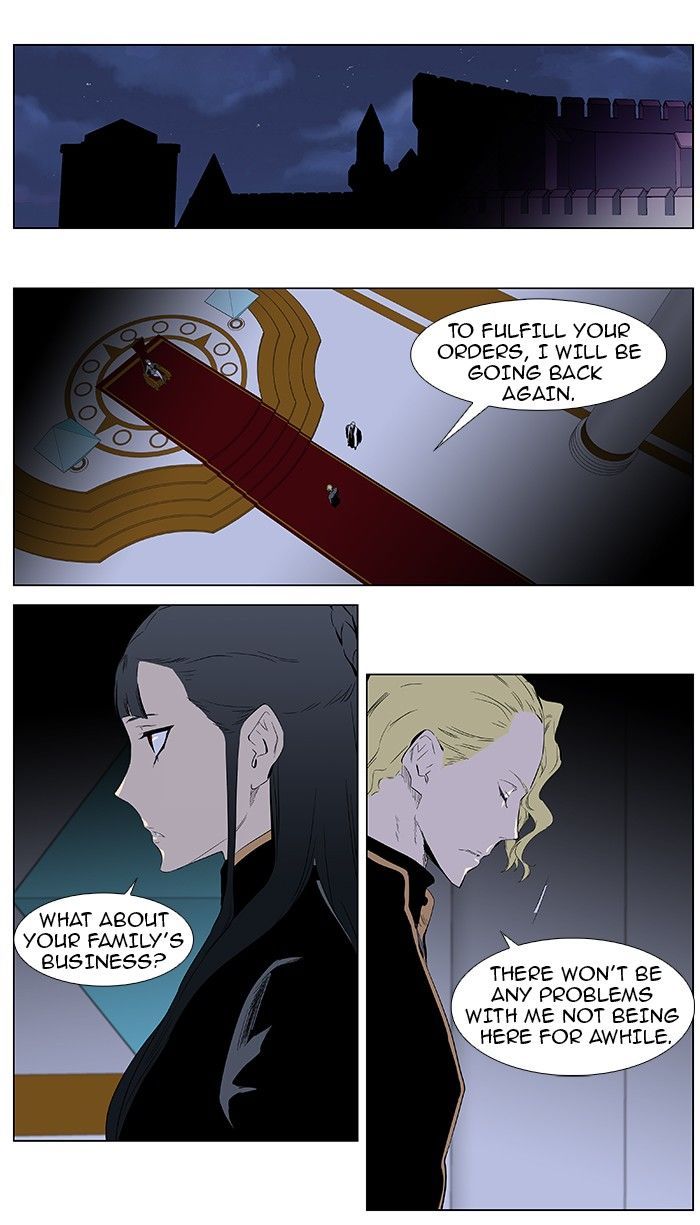 TO FULFILL YOUR
ORDERS, I WILL BE
GOING BACK
AGAIN.
WHAT ABOUT
YOUR FAMILY'S
BUSINESS?
THERE WON'T BE
ANY PROBLEMS
WITH ME NOT BEING
HERE FOR AWHILE.